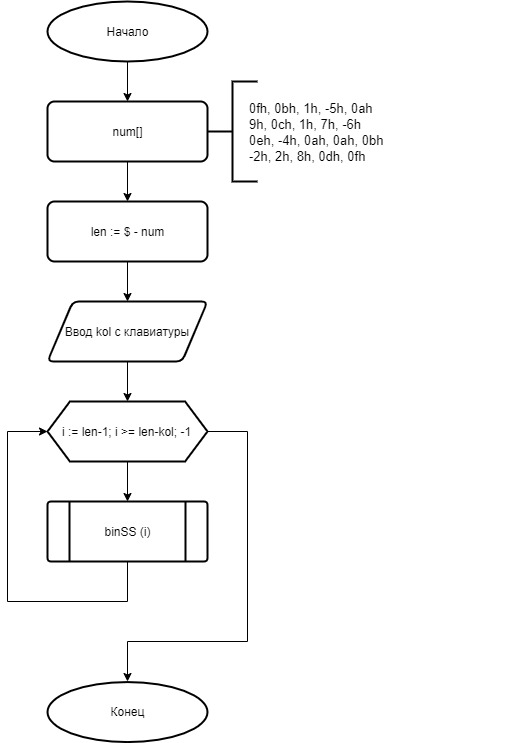 Начало
num[]
0fh, 0bh, 1h, -5h, 0ah
9h, 0ch, 1h, 7h, -6h
0eh, -4h, 0ah, 0ah, 0bh
-2h, 2h, 8h, 0dh, 0fh
len := $ - num
Ввод kol с клавиатуры
i := len-1; i >= len-kol; -1
binSS (i)
Конец